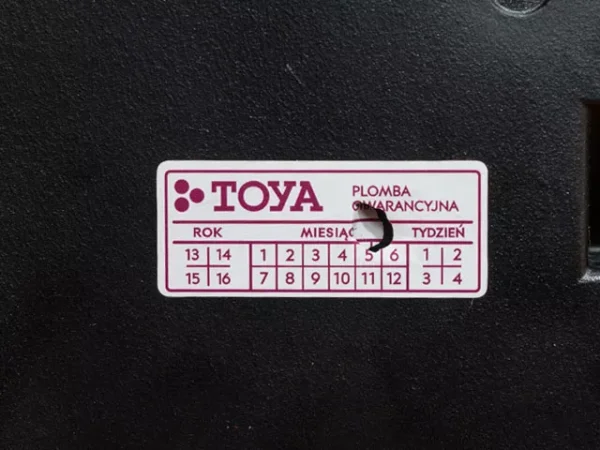 TOYA
PLOMBA
GWARANCYJNA
ROK MIESIĄC TYDZIEŃ
13 14 1 2 3 4 5 6 1 2
15 16 7 8 9 10 11 12 3 4